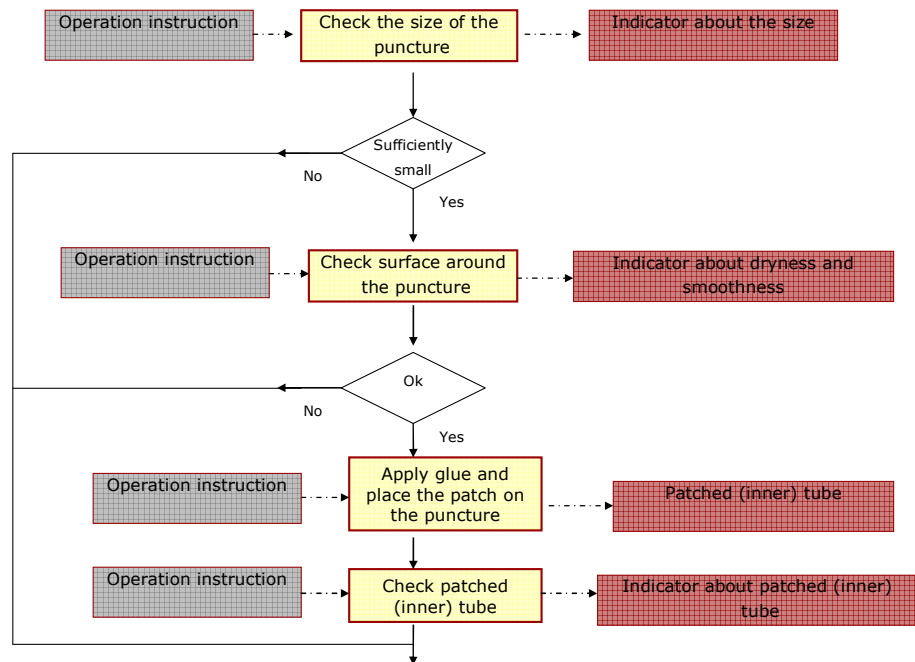 Operation instruction
Check the size of the
puncture
Indicator about the size
Sufficiently
small
No
Yes
Operation instruction
Check surface around
the puncture
Indicator about dryness and
smoothness
Ok
No
Yes
Operation instruction
Apply glue and
place the patch on
the puncture
Patched (inner) tube
Operation instruction
Check patched
(inner) tube
Indicator about patched (inner)
tube